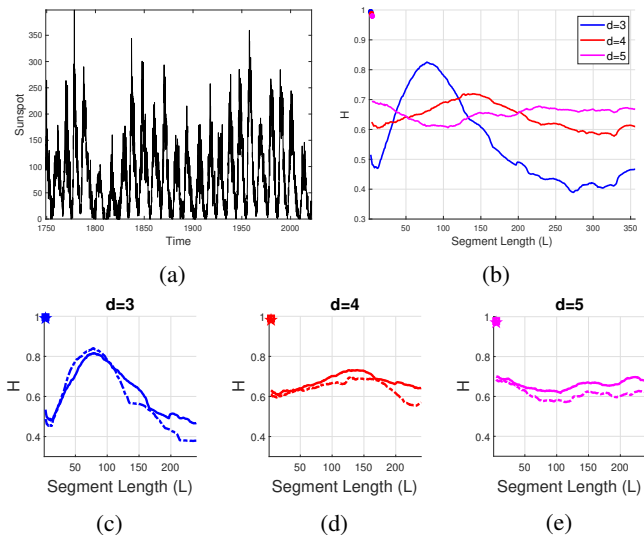 350
300
250
200
150
100
50
0
Sunspot
1750 1800 1850 1900 1950 2000
Time
(a)
1
0.9
0.8
0.7
0.6
0.5
0.4
0.3
H
d=3
d=4
d=5
50 100 150 200 250 300 350
Segment Length (L)
(b)
d=3
1
0.8
0.6
0.4
H
50 100 150 200
Segment Length (L)
(c)
d=4
1
0.8
0.6
0.4
H
50 100 150 200
Segment Length (L)
(d)
d=5
1
0.8
0.6
0.4
H
50 100 150 200
Segment Length (L)
(e)